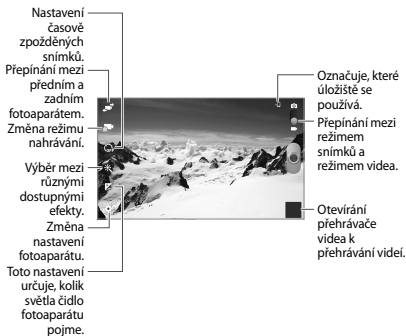 Nastavení
časově
zpožděných
snímků.
Přepínání mezi
předním a
zadním
fotoaparátem.
Změna režimu
nahrávání.
Výběr mezi
různými
dostupnými
efekty.
Změna
nastavení
fotoaparátu.
Toto nastavení
určuje, kolik
světla čidlo
fotoaparátu
pojme.
Označuje, které
úložiště se
používá.
Přepínání mezi
režimem
snímků a
režimem videa.
Otevírání
přehrávače
videa k
přehrávání videí.